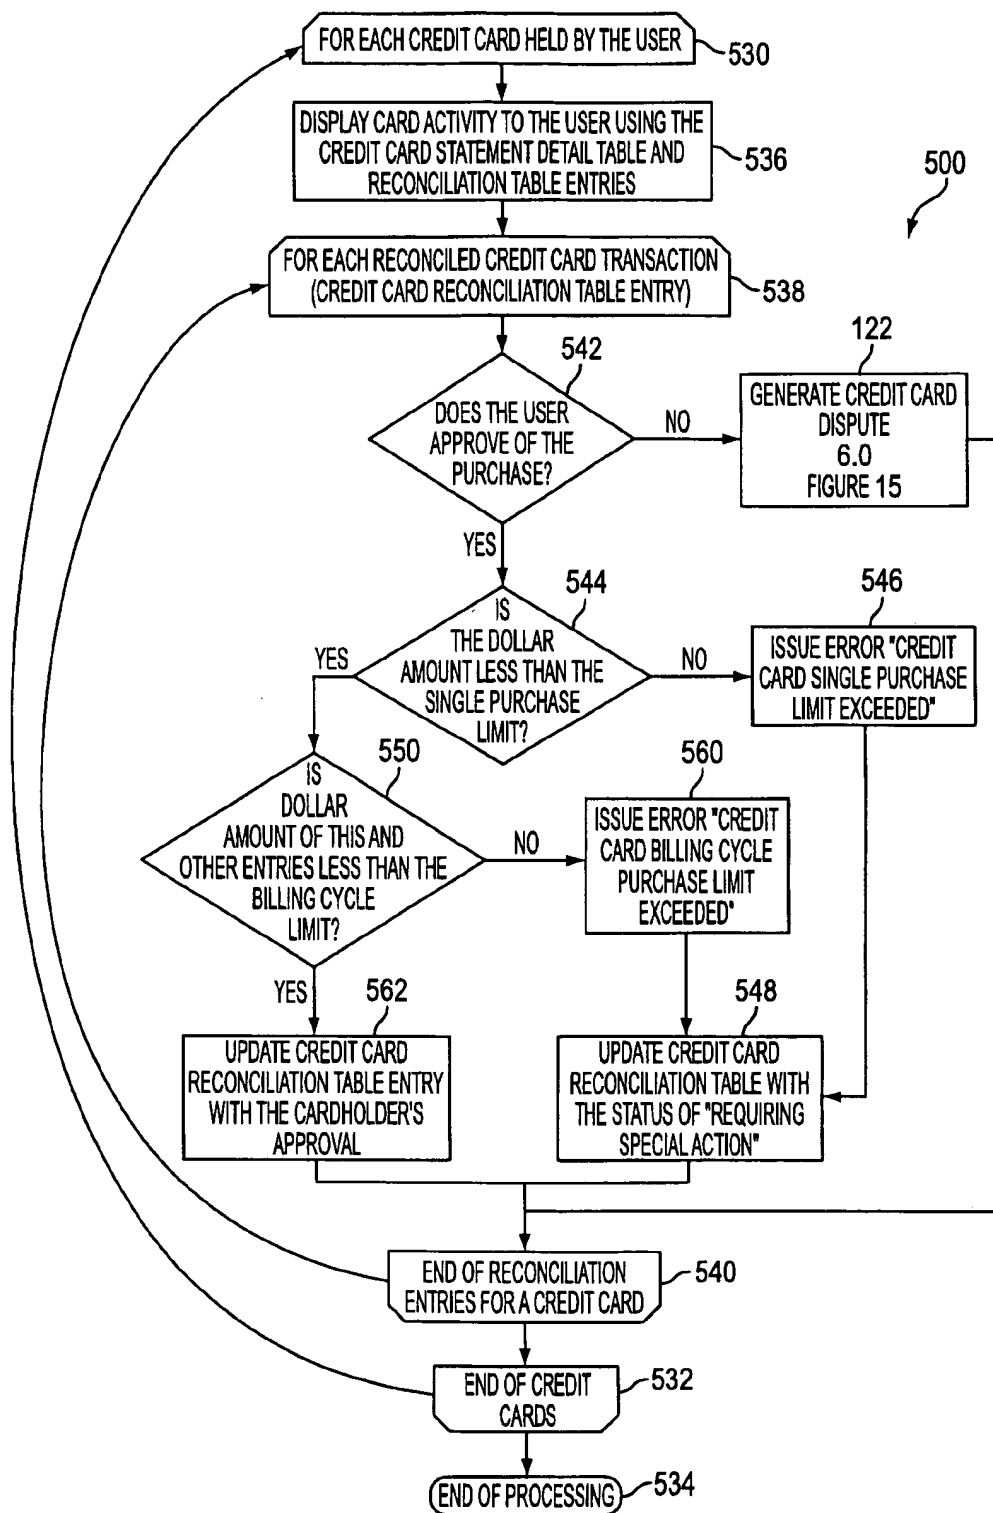 FOR EACH CREDIT CARD HELD BY THE USER
530
DISPLAY CARD ACTIVITY TO THE USER USING THE
CREDIT CARD STATEMENT DETAIL TABLE AND
RECONCILIATION TABLE ENTRIES
536
500
FOR EACH RECONCILED CREDIT CARD TRANSACTION
(CREDIT CARD RECONCILIATION TABLE ENTRY)
538
542
DOES THE USER
APPROVE OF THE
PURCHASE?
NO
122
GENERATE CREDIT CARD
DISPUTE
6.0
FIGURE 15
YES
544
IS
THE DOLLAR
AMOUNT LESS THAN THE
SINGLE PURCHASE
LIMIT?
YES
NO
546
ISSUE ERROR "CREDIT
CARD SINGLE PURCHASE
LIMIT EXCEEDED"
550
IS
DOLLAR
AMOUNT OF THIS AND
OTHER ENTRIES LESS THAN THE
BILLING CYCLE
LIMIT?
NO
560
ISSUE ERROR "CREDIT
CARD BILLING CYCLE
PURCHASE LIMIT
EXCEEDED"
YES
562
UPDATE CREDIT CARD
RECONCILIATION TABLE ENTRY
WITH THE CARDHOLDER'S
APPROVAL
548
UPDATE CREDIT CARD
RECONCILIATION TABLE WITH
THE STATUS OF "REQUIRING
SPECIAL ACTION"
END OF RECONCILIATION
ENTRIES FOR A CREDIT CARD
540
END OF CREDIT
CARDS
532
END OF PROCESSING
534